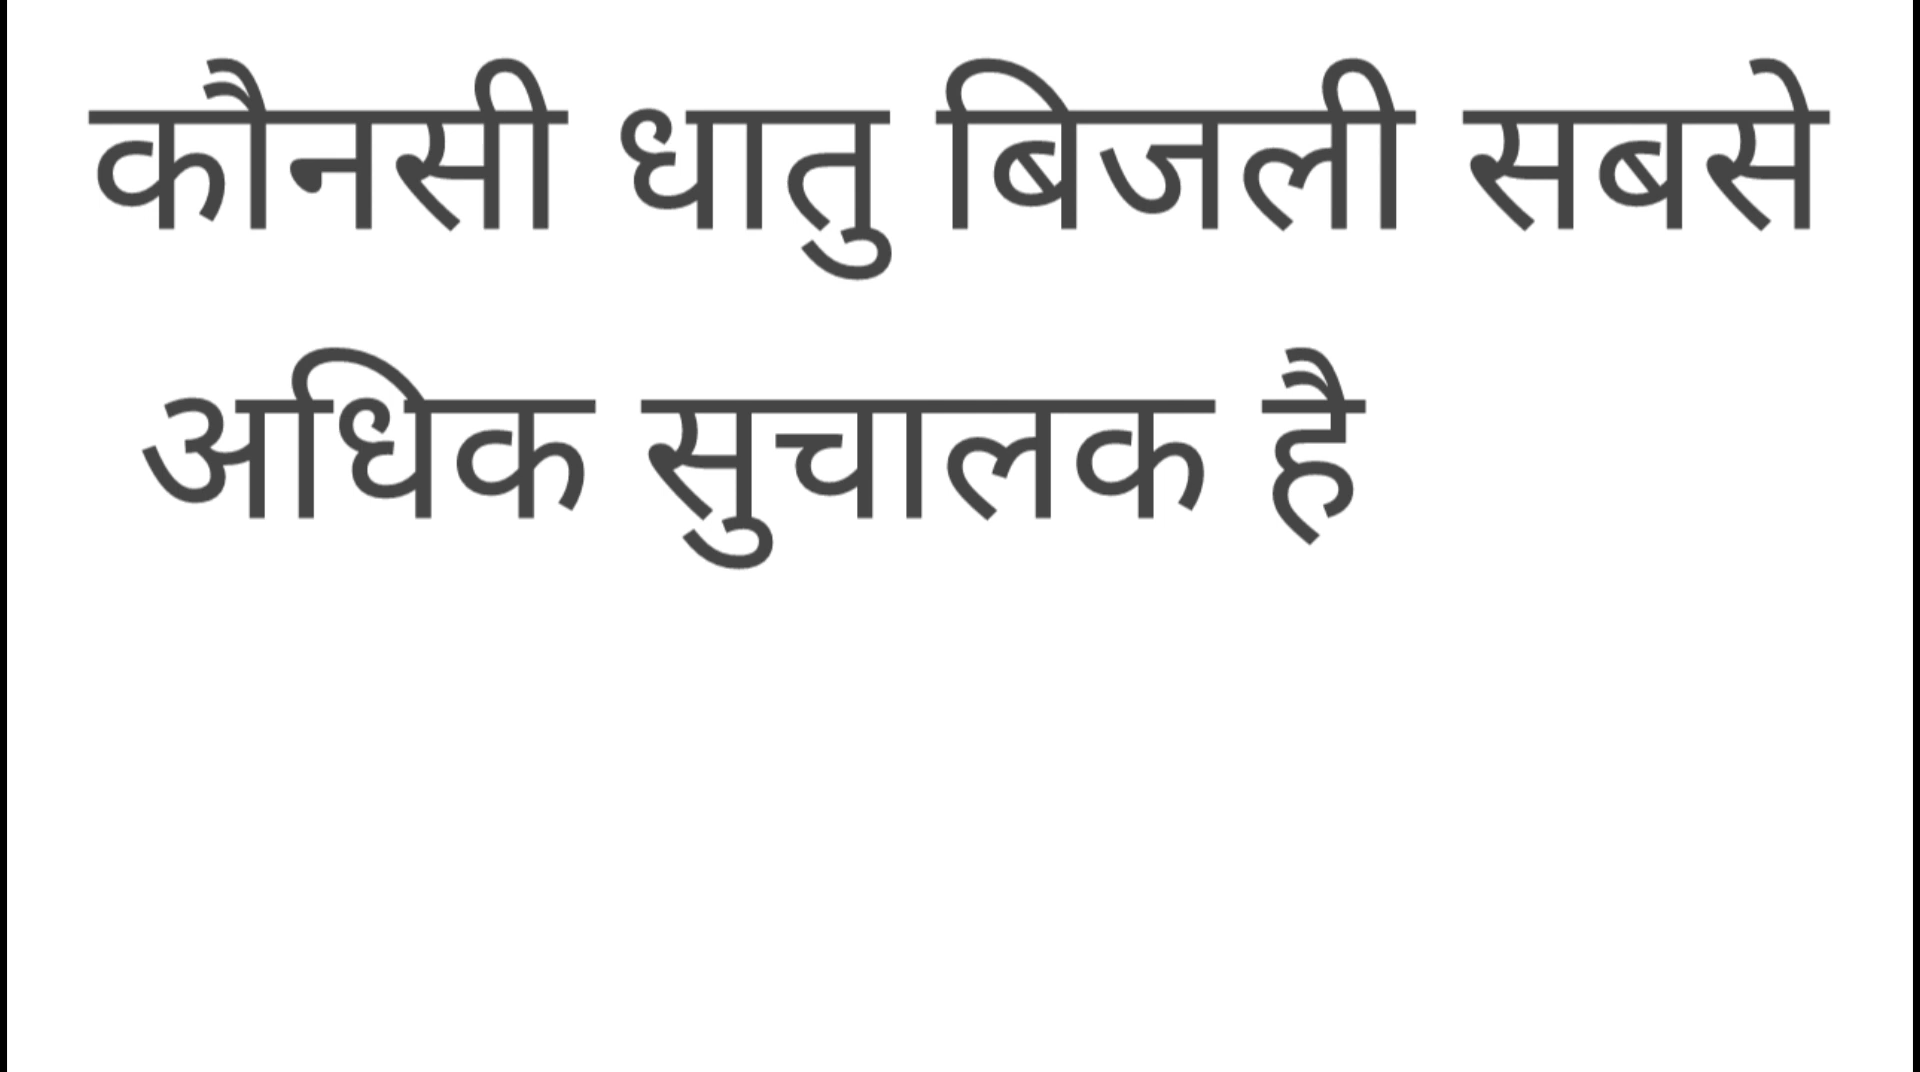 कौनसी धातु बिजली सबसे
अधिक सुचालक है